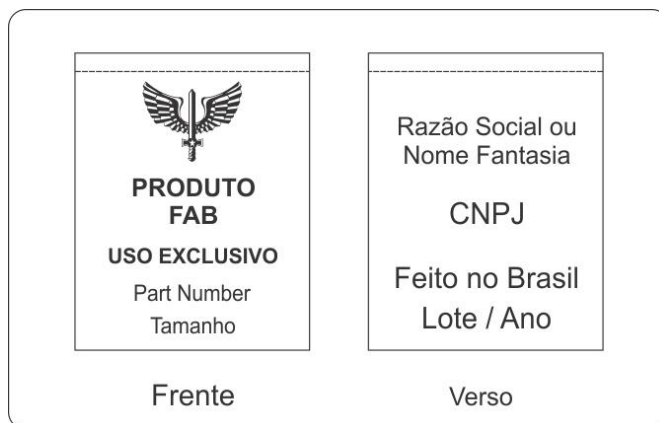 PRODUTO
FAB
USO EXCLUSIVO
Part Number
Tamanho
Frente
Razão Social ou
Nome Fantasia
CNPJ
Feito no Brasil
Lote / Ano
Verso